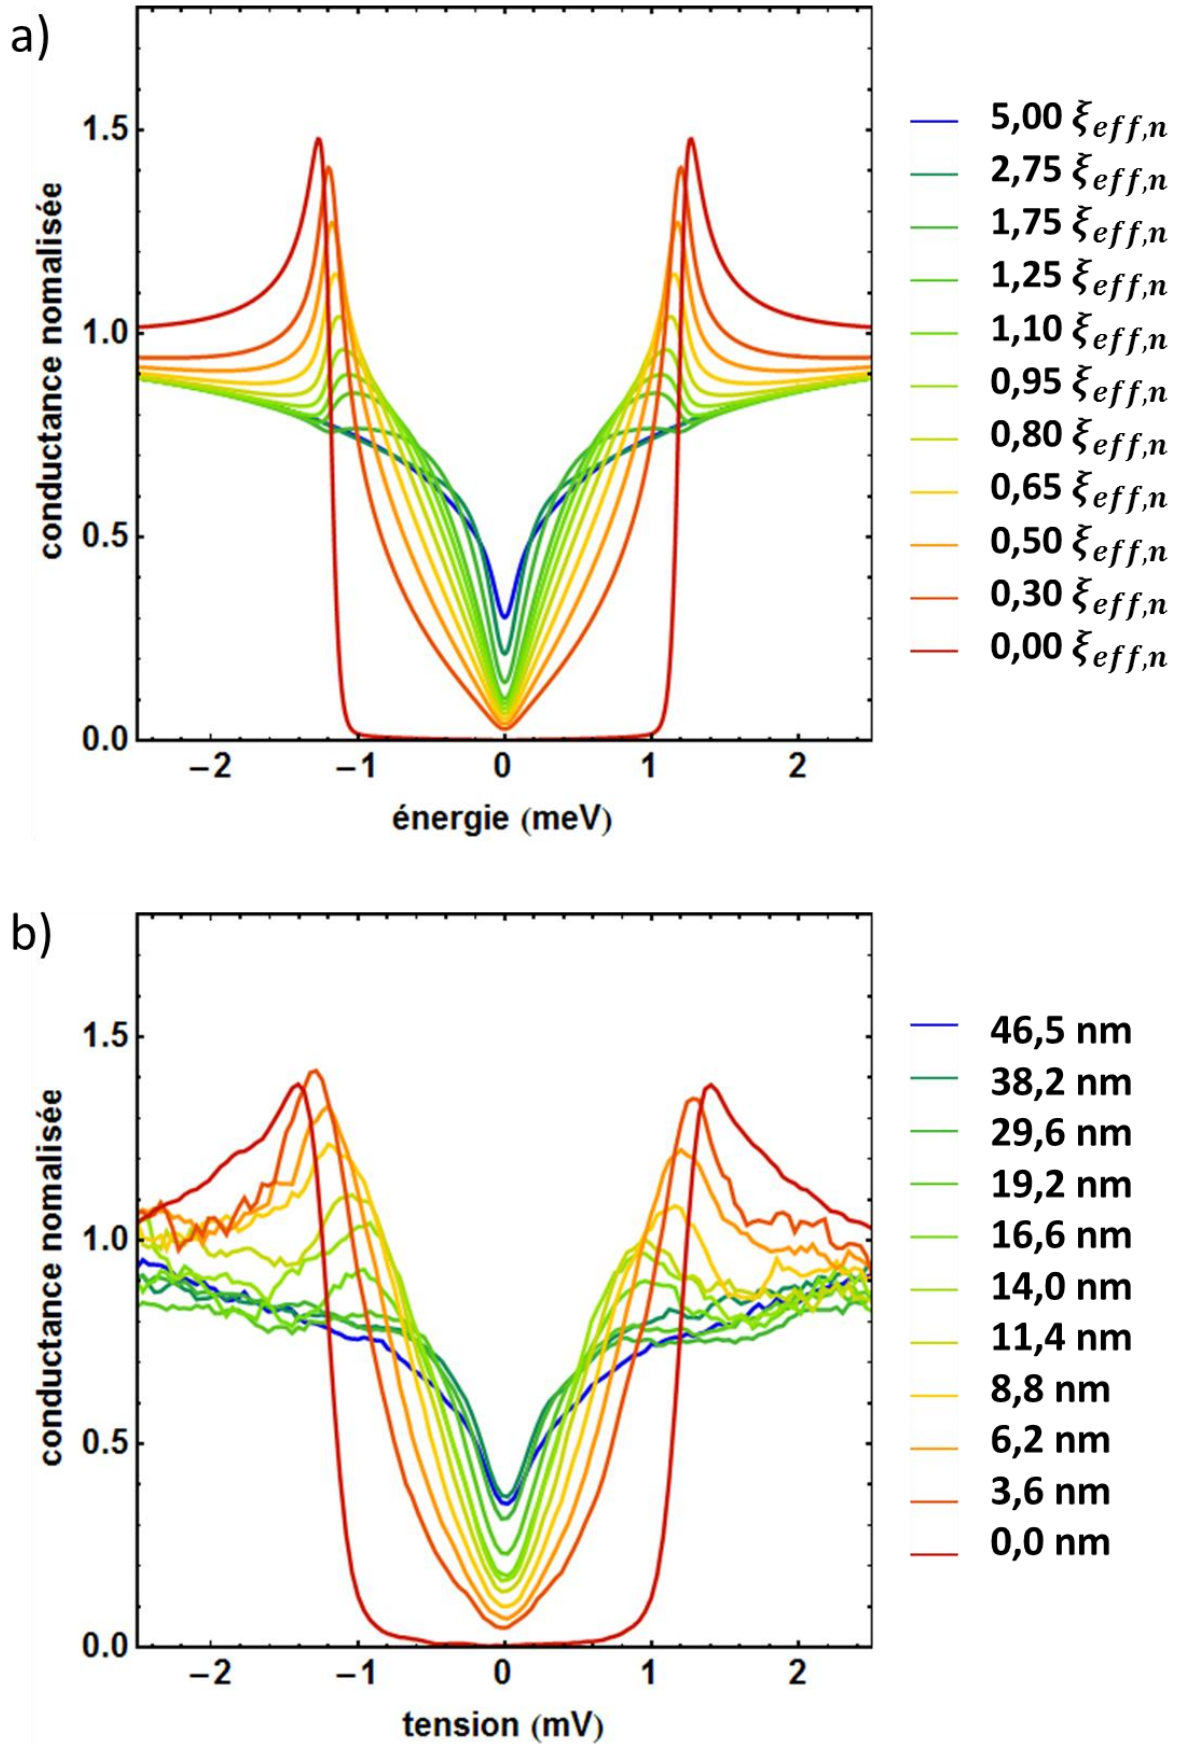 a)
conductance nomalisée
1.5
1.0
0.5
0.0
−2 −1 0 1 2
énergie (meV)
5,00 ξeff,n
2,75 ξeff,n
1,75 ξeff,n
1,25 ξeff,n
1,10 ξeff,n
0,95 ξeff,n
0,80 ξeff,n
0,65 ξeff,n
0,50 ξeff,n
0,30 ξeff,n
0,00 ξeff,n
b)
conductance nomalisée
1.5
1.0
0.5
0.0
−2 −1 0 1 2
tension (mV)
46,5 nm
38,2 nm
29,6 nm
19,2 nm
16,6 nm
14,0 nm
11,4 nm
8,8 nm
6,2 nm
3,6 nm
0,0 nm